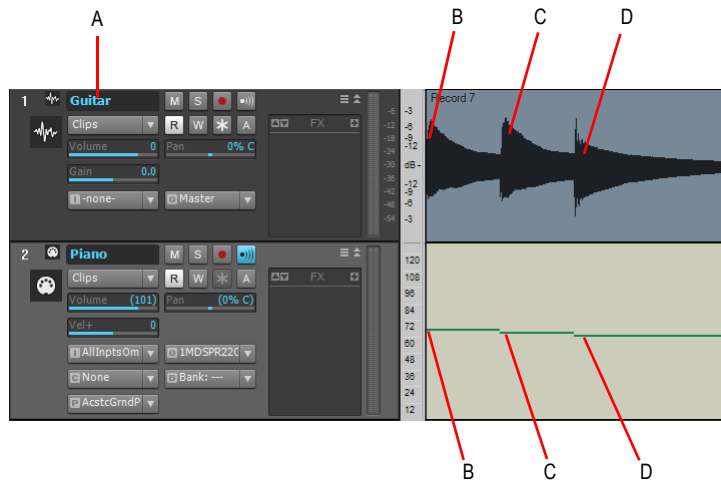 A
B
C
D
1 Guitar M S
Clips R W * A
Volume 0 Pan 0% C
Gain 0.0
I -none- O Master
FX
-6
-12
-18
-24
-30
-36
-42
-48
-54
-3
-6
-9
-12
dB -
-12
-9
-6
-3
Record 7
2 Piano M S
Clips R W * A
Volume (101) Pan (0% C)
Vel+ 0
I AllInptsOm O 1MDSPR22C
C None B Bank: ---
P AcstcGrndP
FX
120
108
96
84
72
60
48
36
24
12
B
C
D